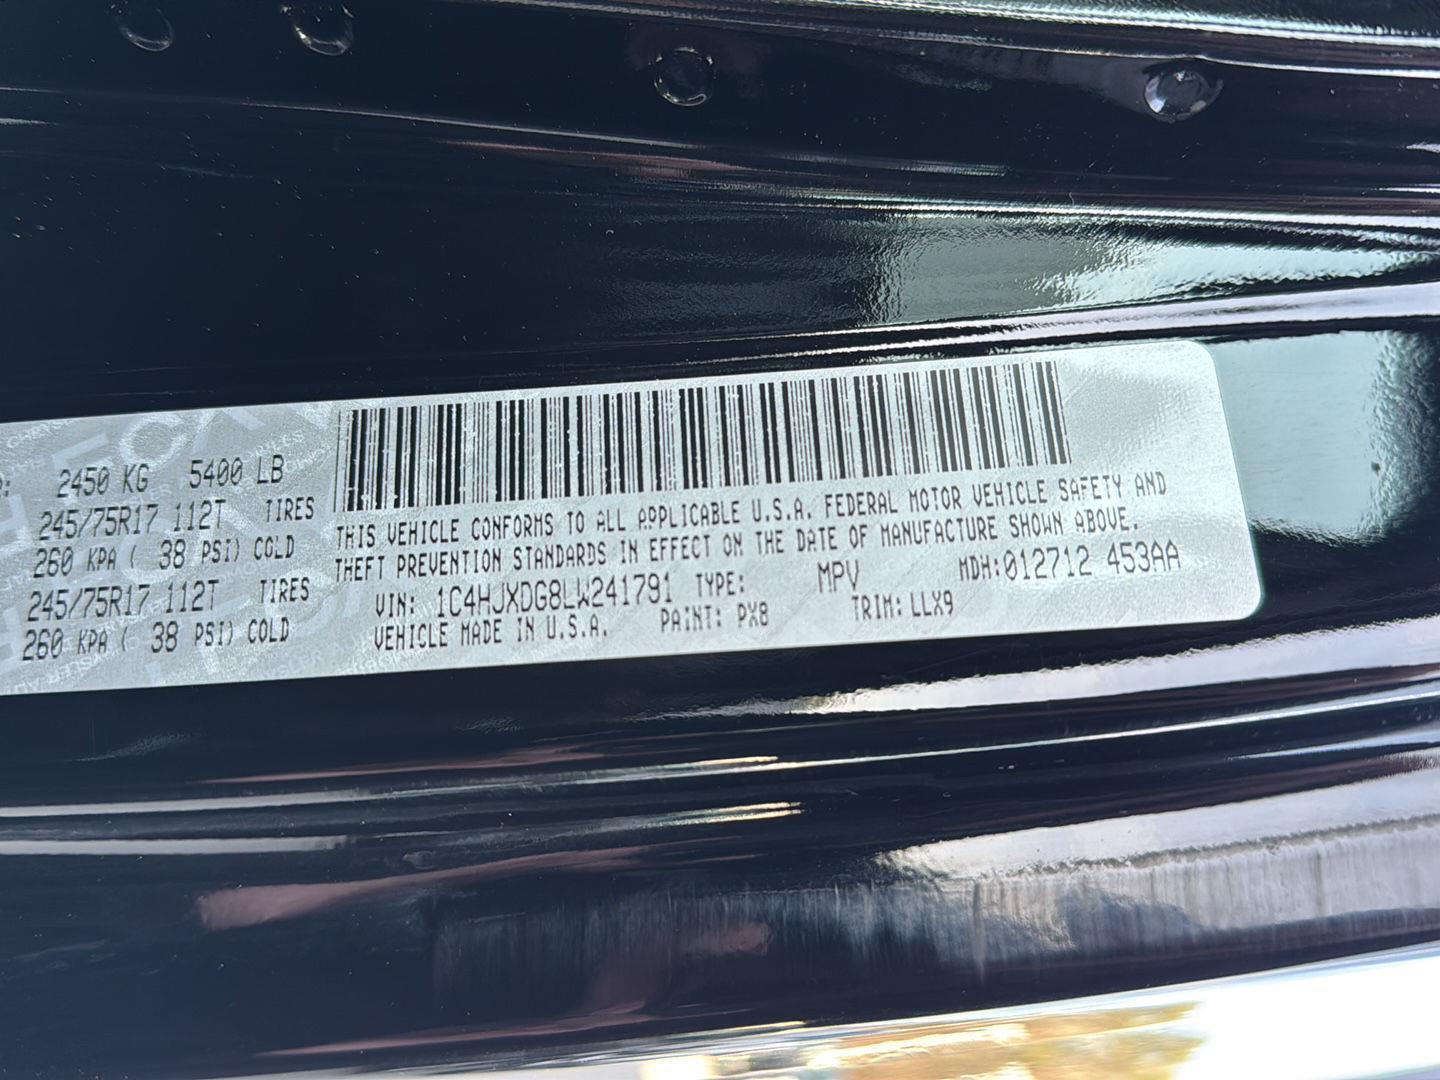 2450 KG 5400 LB
245/75R17 112T TIRES
260 KPA ( 38 PSI) COLD
245/75R17 112T TIRES
260 KPA ( 38 PSI) COLD
THIS VEHICLE CONFORMS TO ALL APPLICABLE U.S.A. FEDERAL MOTOR VEHICLE SAFETY AND
THEFT PREVENTION STANDARDS IN EFFECT ON THE DATE OF MANUFACTURE SHOWN ABOVE.
VIN: 1C4HJXDG8LW241791 TYPE: MPV MDH:012712 453AA
VEHICLE MADE IN U.S.A. PAINT: PX8 TRIM: LLX9